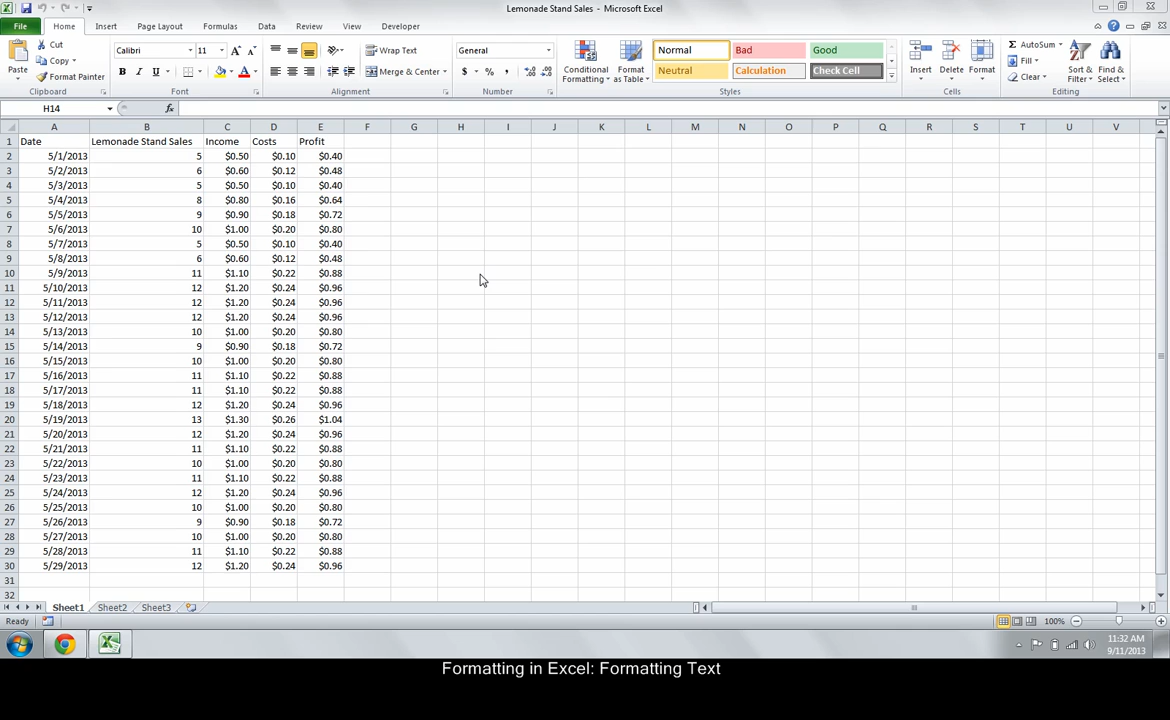 Lemonade Stand Sales - Microsoft Excel
File Home Insert Page Layout Formulas Data Review View Developer
Paste Cut Copy Format Painter
Calibri 11 B I U A
Wrap Text Merge & Center
General $ % ,
Conditional Formatting Format as Table
Normal Bad Good
Neutral Calculation Check Cell
Insert Delete Format
AutoSum Fill Clear Sort & Filter Find & Select
Clipboard Font Alignment Number Styles Cells Editing
H14 fx
A B C D E F G H I J K L M N O P Q R S T U V
1 Date Lemonade Stand Sales Income Costs Profit
2 5/1/2013 5 $0.50 $0.10 $0.40
3 5/2/2013 6 $0.60 $0.12 $0.48
4 5/3/2013 5 $0.50 $0.10 $0.40
5 5/4/2013 8 $0.80 $0.16 $0.64
6 5/5/2013 9 $0.90 $0.18 $0.72
7 5/6/2013 10 $1.00 $0.20 $0.80
8 5/7/2013 5 $0.50 $0.10 $0.40
9 5/8/2013 6 $0.60 $0.12 $0.48
10 5/9/2013 11 $1.10 $0.22 $0.88
11 5/10/2013 12 $1.20 $0.24 $0.96
12 5/11/2013 12 $1.20 $0.24 $0.96
13 5/12/2013 12 $1.20 $0.24 $0.96
14 5/13/2013 10 $1.00 $0.20 $0.80
15 5/14/2013 9 $0.90 $0.18 $0.72
16 5/15/2013 10 $1.00 $0.20 $0.80
17 5/16/2013 11 $1.10 $0.22 $0.88
18 5/17/2013 11 $1.10 $0.22 $0.88
19 5/18/2013 12 $1.20 $0.24 $0.96
20 5/19/2013 13 $1.30 $0.26 $1.04
21 5/20/2013 12 $1.20 $0.24 $0.96
22 5/21/2013 11 $1.10 $0.22 $0.88
23 5/22/2013 10 $1.00 $0.20 $0.80
24 5/23/2013 11 $1.10 $0.22 $0.88
25 5/24/2013 12 $1.20 $0.24 $0.96
26 5/25/2013 10 $1.00 $0.20 $0.80
27 5/26/2013 9 $0.90 $0.18 $0.72
28 5/27/2013 10 $1.00 $0.20 $0.80
29 5/28/2013 11 $1.10 $0.22 $0.88
30 5/29/2013 12 $1.20 $0.24 $0.96
31
32
Sheet1 Sheet2 Sheet3
Ready 100%
11:32 AM
9/11/2013
Formatting in Excel: Formatting Text